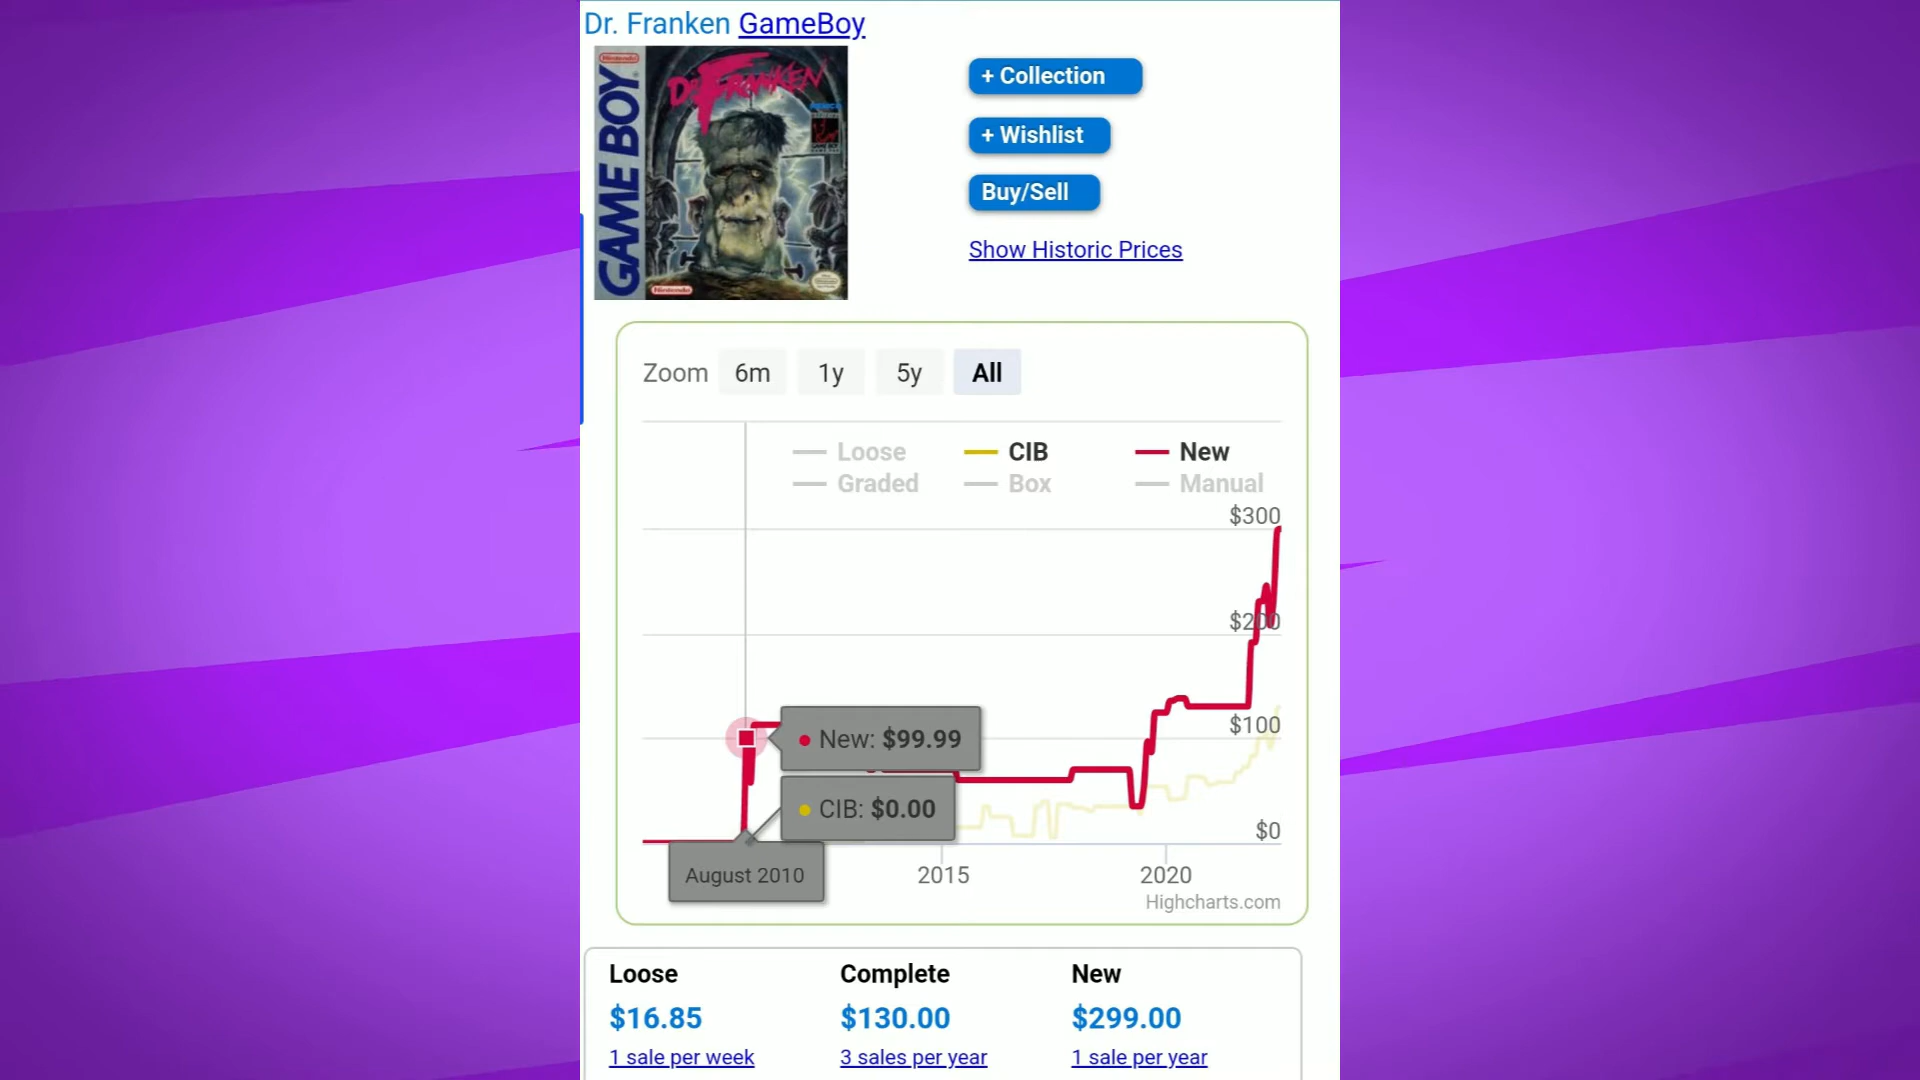 Dr. Franken GameBoy
Nintendo
GAME BOY
DR. FRANKEN
Nintendo
+ Collection
+ Wishlist
Buy/Sell
Show Historic Prices
Zoom 6m 1y 5y All
Loose CIB New
Graded Box Manual
$300
$200
$100
New: $99.99
CIB: $0.00
$0
August 2010 2015 2020
Highcharts.com
Loose Complete New
$16.85 $130.00 $299.00
1 sale per week 3 sales per year 1 sale per year